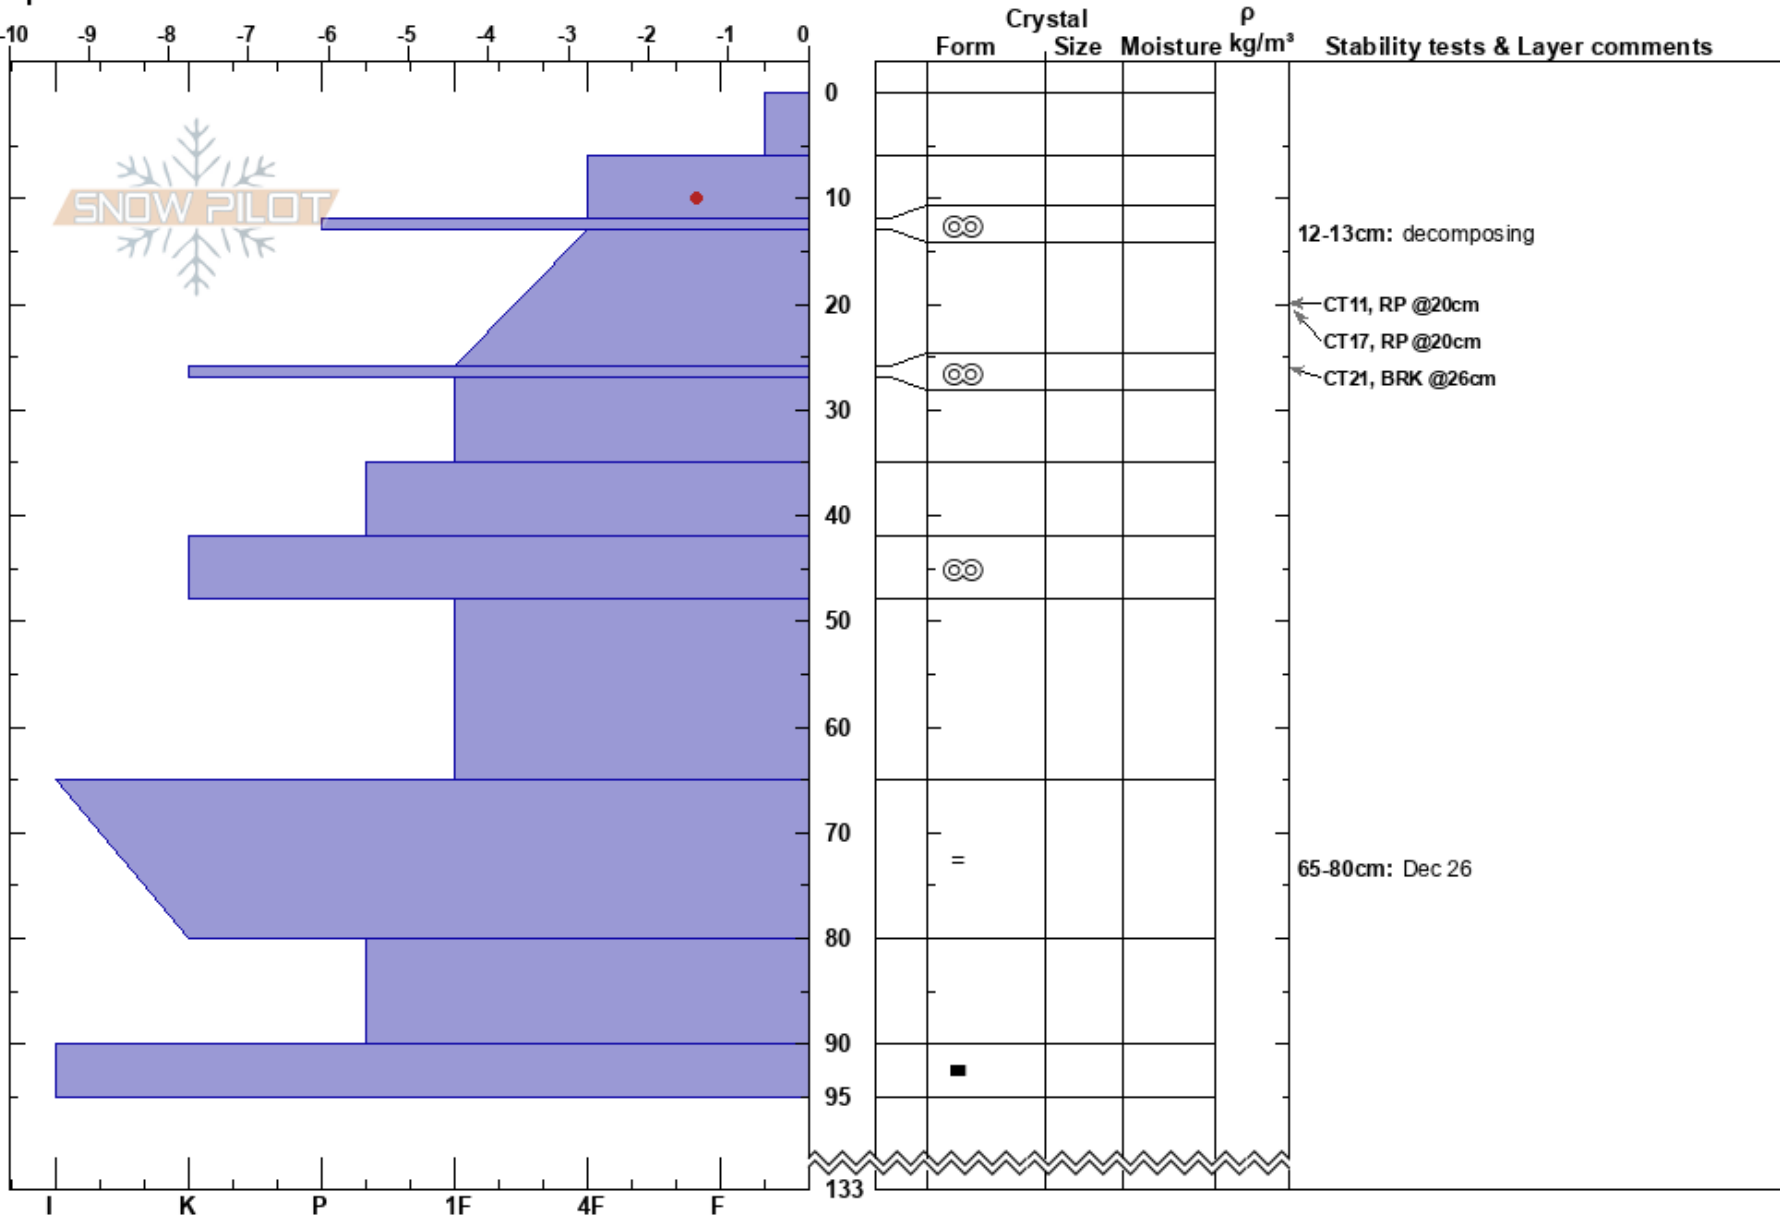 Crystal ρ
-10 -9 -8 -7 -6 -5 -4 -3 -2 -1 0 Form Size Moisture kg/m³ Stability tests & Layer comments
0
10
SNOW PILOT
12-13cm: decomposing
20 CT11, RP @20cm
CT17, RP @20cm
CT21, BRK @26cm
30
40
50
60
70
65-80cm: Dec 26
80
90
95
133
I K P 1F 4F F